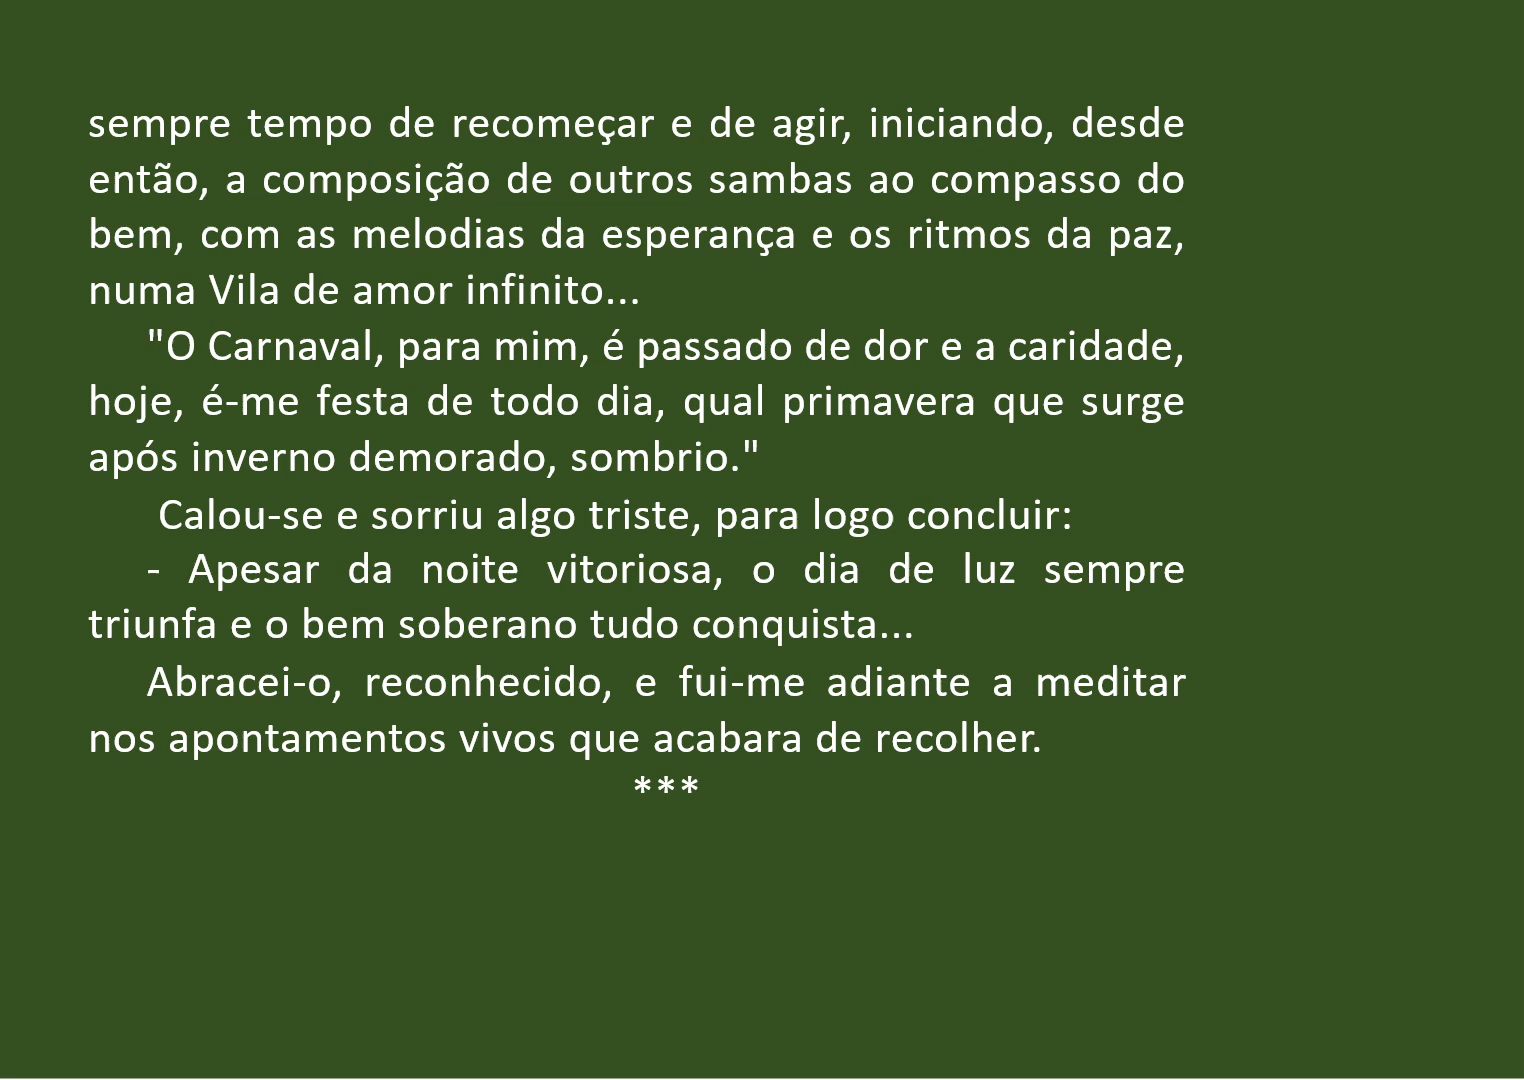 sempre tempo de recomeçar e de agir, iniciando, desde
então, a composição de outros sambas ao compasso do
bem, com as melodias da esperança e os ritmos da paz,
numa Vila de amor infinito...
"O Carnaval, para mim, é passado de dor e a caridade,
hoje, é-me festa de todo dia, qual primavera que surge
após inverno demorado, sombrio."
Calou-se e sorriu algo triste, para logo concluir:
- Apesar da noite vitoriosa, o dia de luz sempre
triunfa e o bem soberano tudo conquista...
Abracei-o, reconhecido, e fui-me adiante a meditar
nos apontamentos vivos que acabara de recolher.
***